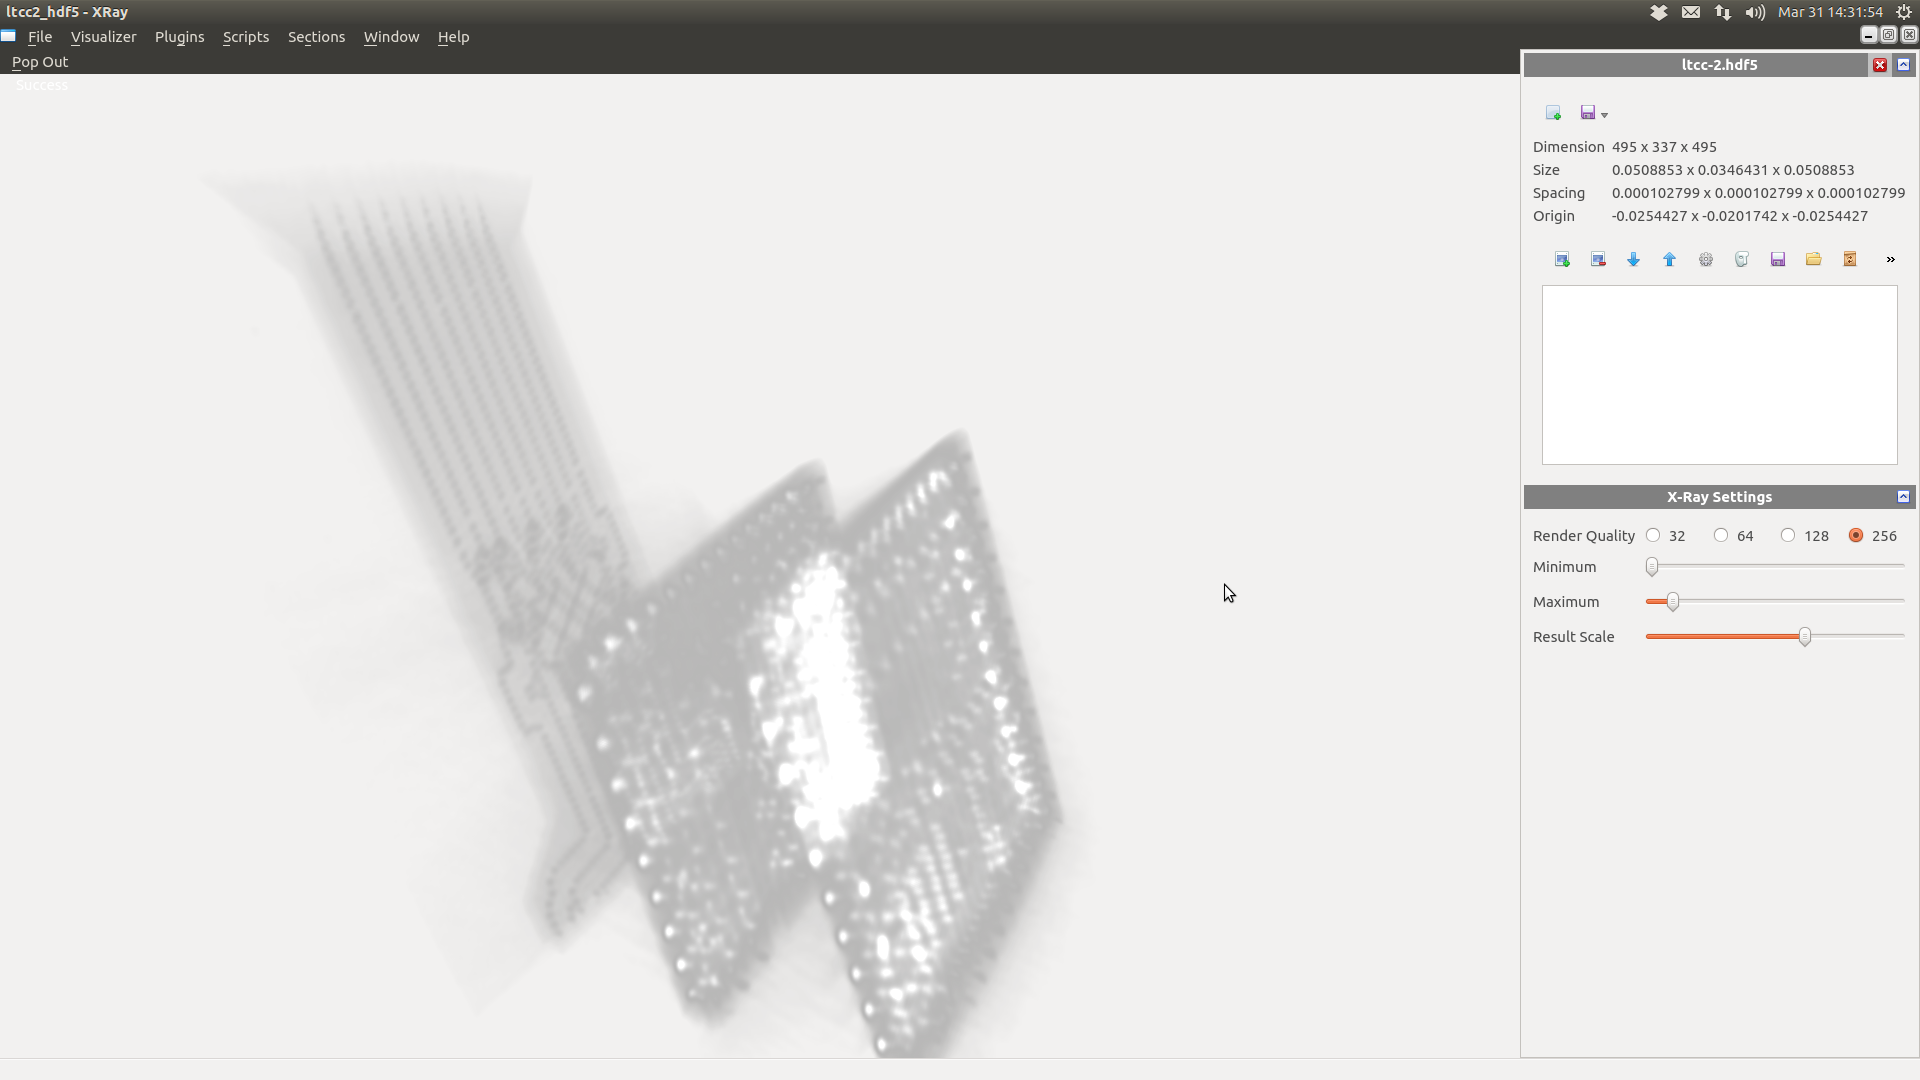 ltcc2_hdf5 - XRay
Mar 31 14:31:54
File Visualizer Plugins Scripts Sections Window Help
Pop Out
Success
ltcc-2.hdf5
Dimension 495 x 337 x 495
Size 0.0508853 x 0.0346431 x 0.0508853
Spacing 0.000102799 x 0.000102799 x 0.000102799
Origin -0.0254427 x -0.0201742 x -0.0254427
»
X-Ray Settings
Render Quality 32 64 128 256
Minimum
Maximum
Result Scale